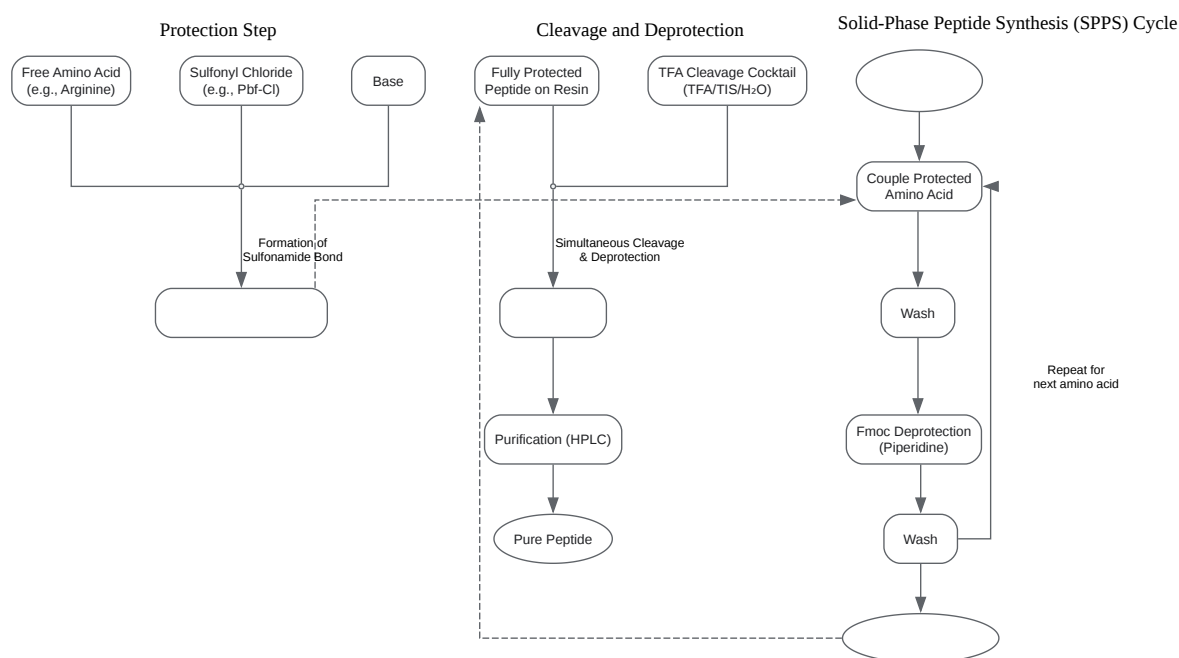 Protection Step
Free Amino Acid
(e.g., Arginine)
Sulfonyl Chloride
(e.g., Pbf-Cl)
Base
Formation of
Sulfonamide Bond
Cleavage and Deprotection
Fully Protected
Peptide on Resin
TFA Cleavage Cocktail
(TFA/TIS/H₂O)
Simultaneous Cleavage
& Deprotection
Purification (HPLC)
Pure Peptide
Solid-Phase Peptide Synthesis (SPPS) Cycle
Couple Protected
Amino Acid
Wash
Repeat for
next amino acid
Fmoc Deprotection
(Piperidine)
Wash